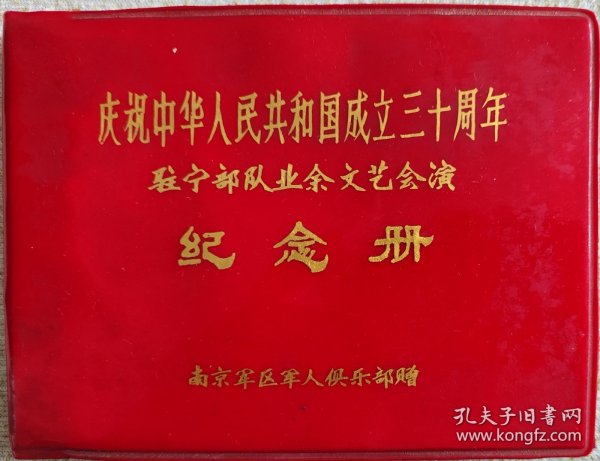 庆祝中华人民共和国成立三十周年
驻宁部队业余文艺会演
纪念册
南京军区军人俱乐部赠
孔夫子旧書网
www.kongfz.com